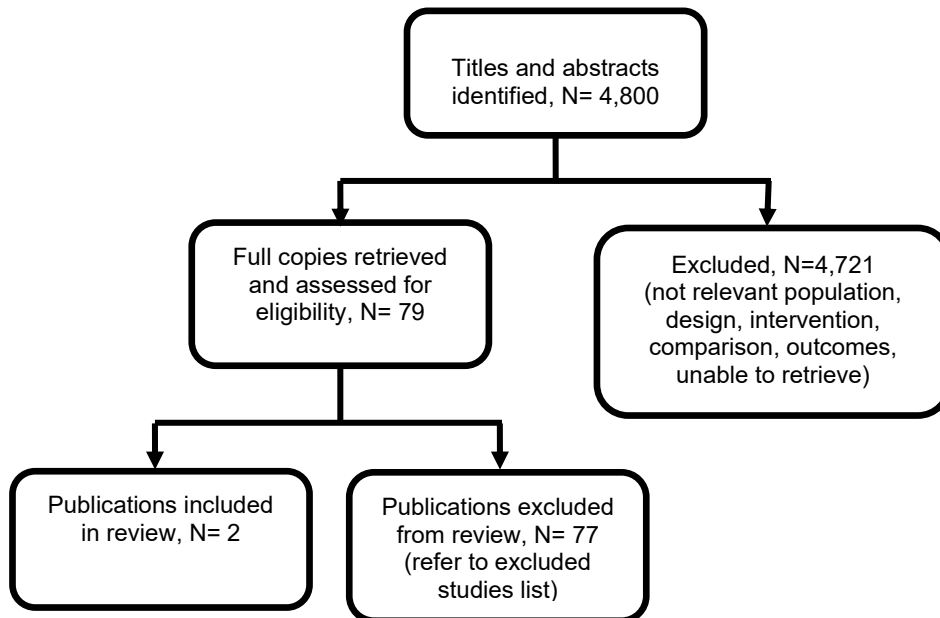 Titles and abstracts
identified, N= 4,800
Full copies retrieved
and assessed for
eligibility, N= 79
Excluded, N=4,721
(not relevant population,
design, intervention,
comparison, outcomes,
unable to retrieve)
Publications included
in review, N= 2
Publications excluded
from review, N= 77
(refer to excluded
studies list)